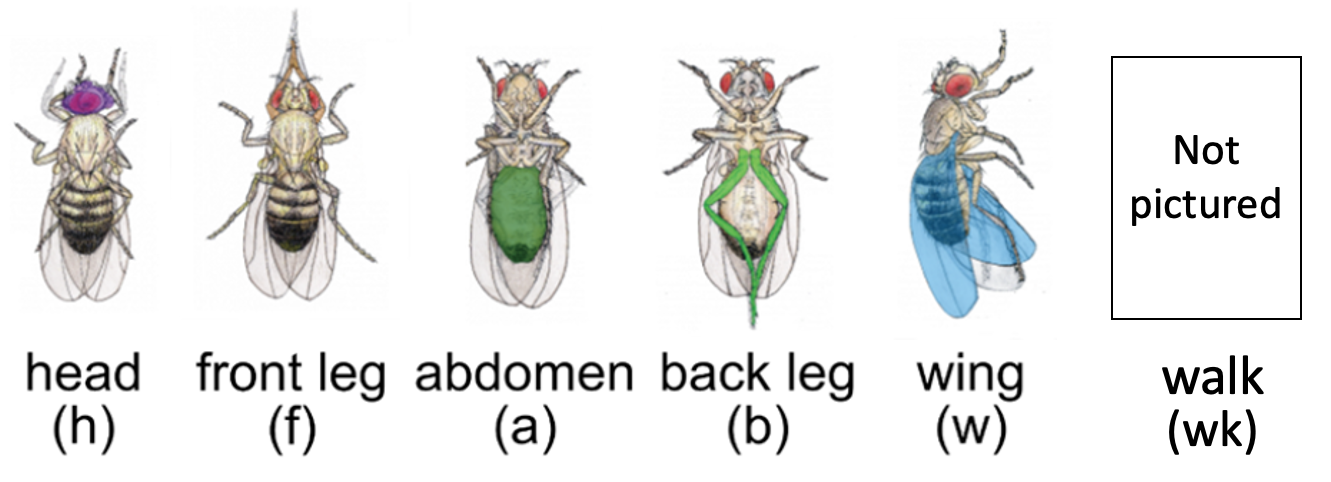 Not
pictured
head
(h)
front leg
(f)
abdomen
(a)
back leg
(b)
wing
(w)
walk
(wk)